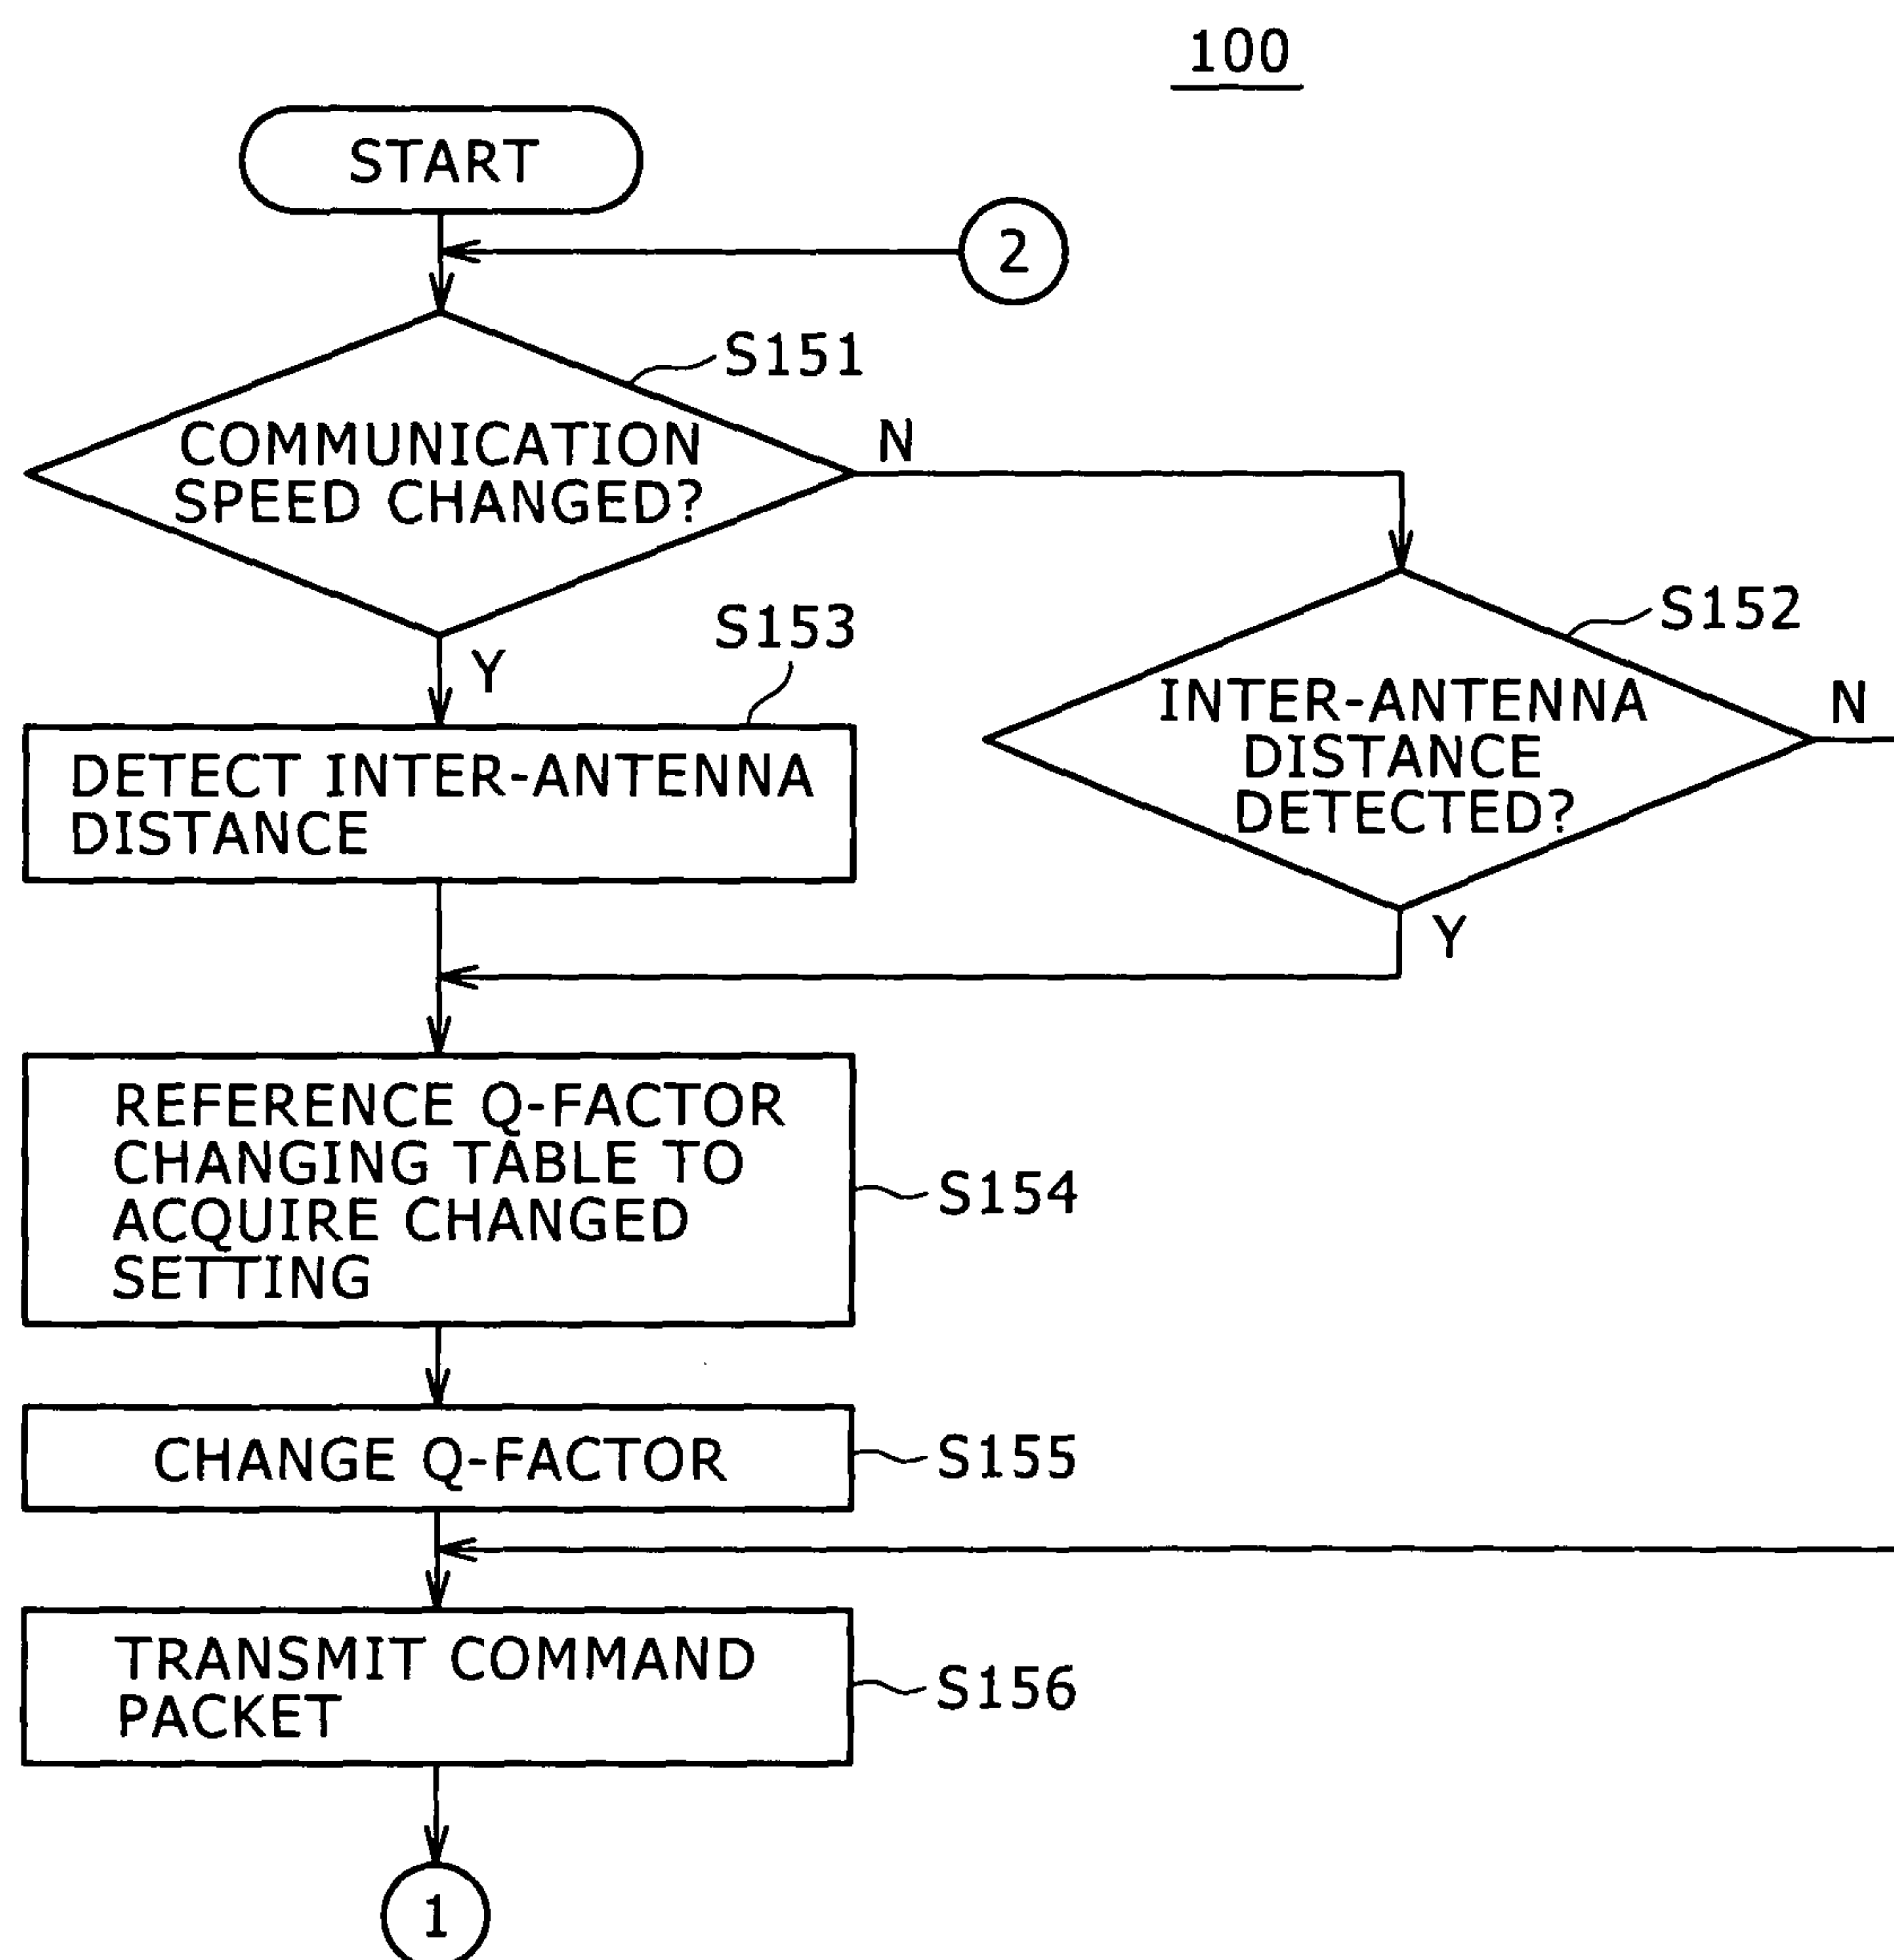 100
START
2
S151
COMMUNICATION
SPEED CHANGED?
N
Y
S152
INTER-ANTENNA
DISTANCE
DETECTED?
N
Y
S153
DETECT INTER-ANTENNA
DISTANCE
REFERENCE Q-FACTOR
CHANGING TABLE TO
ACQUIRE CHANGED
SETTING
S154
CHANGE Q-FACTOR
S155
TRANSMIT COMMAND
PACKET
S156
1